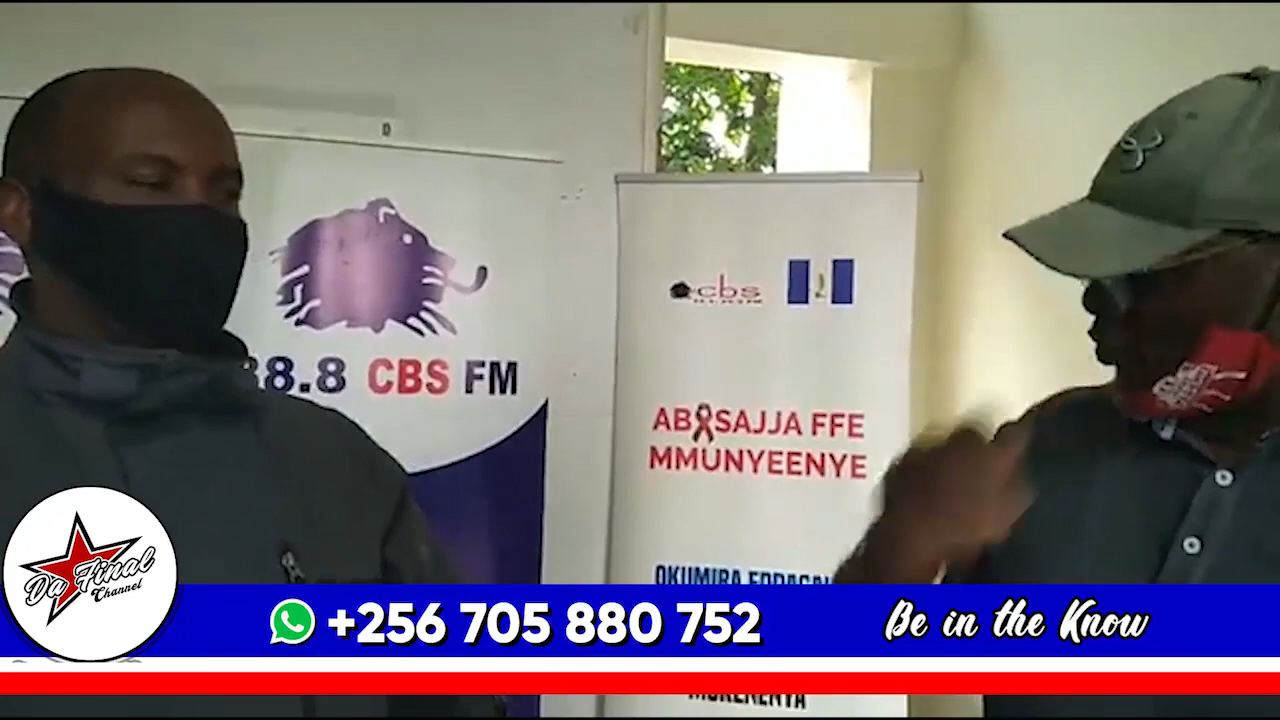 88.8 CBS FM
cbs
ABASAJJA FFE
MMUNYEENYE
OKUMIRA
Da Final
Channel
+256 705 880 752
Be in the Know